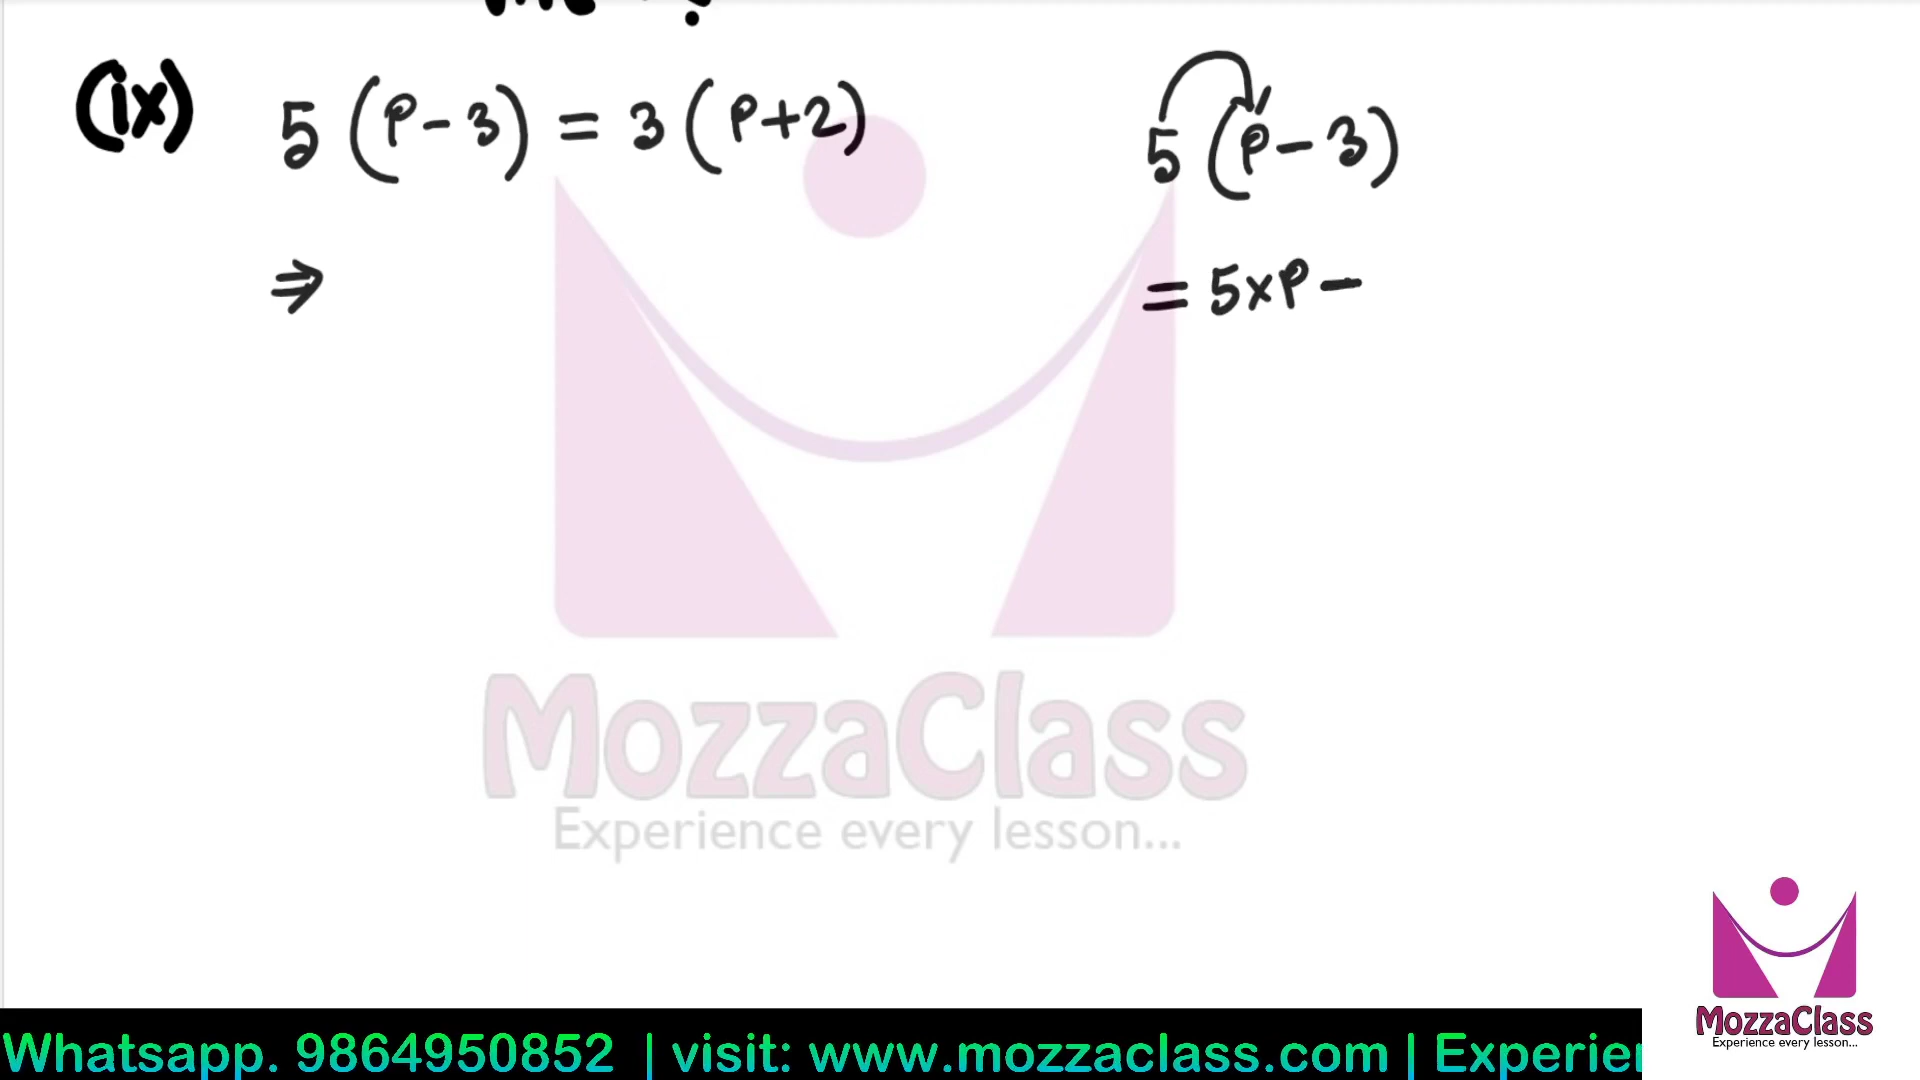 (ix) 5 (P - 3) = 3 (P + 2)
5 (P - 3)
⇒
= 5 × P -
MozzaClass
Experience every lesson...
MozzaClass
Experience every lesson...
Whatsapp. 9864950852 | visit: www.mozzaclass.com | Experie